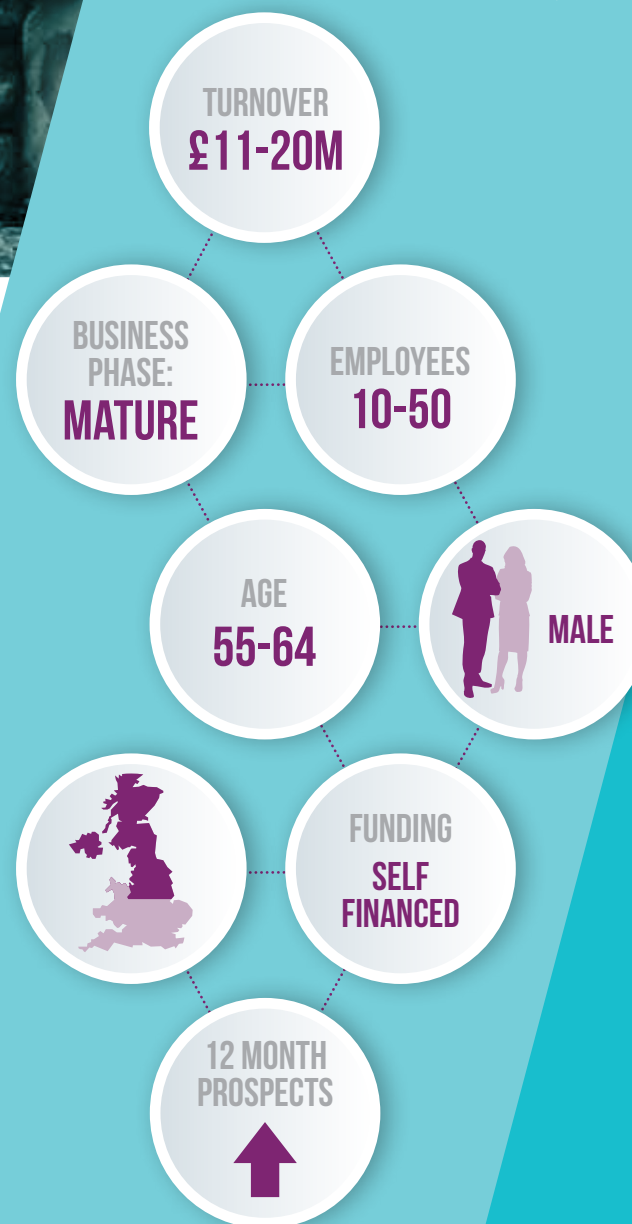 TURNOVER
£11-20M
BUSINESS
PHASE:
MATURE
EMPLOYEES
10-50
AGE
55-64
MALE
FUNDING
SELF
FINANCED
12 MONTH
PROSPECTS